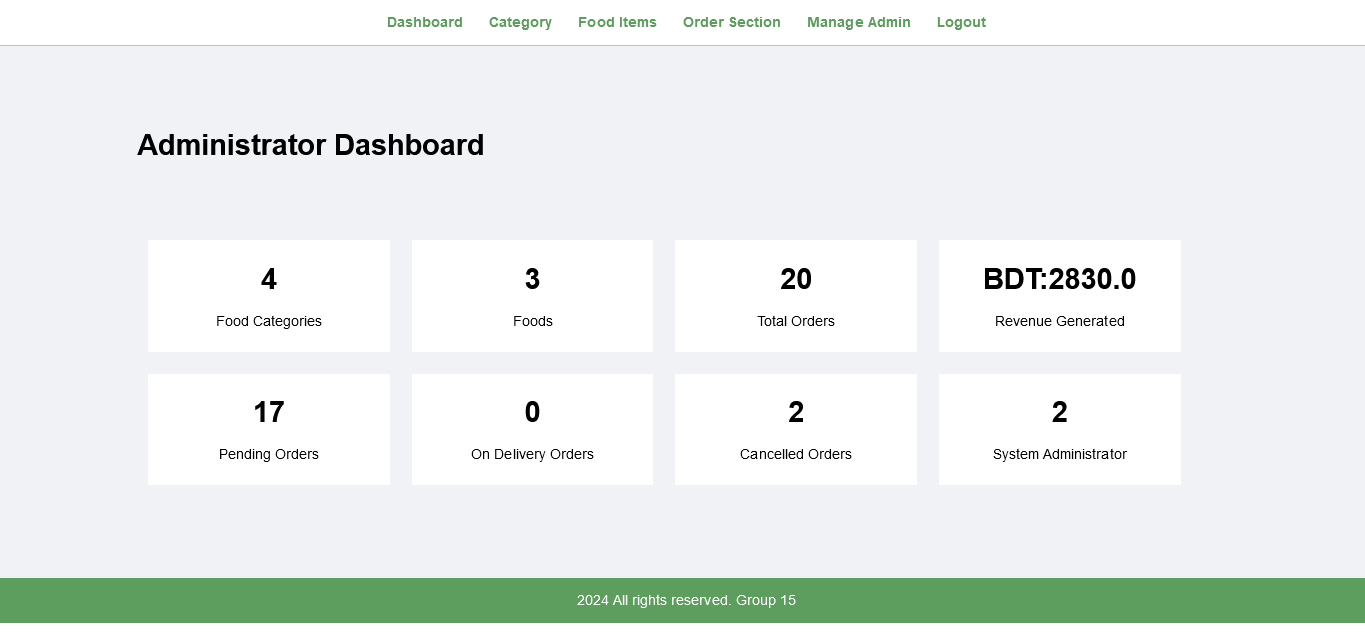 Dashboard Category Food Items Order Section Manage Admin Logout
Administrator Dashboard
4
Food Categories
3
Foods
20
Total Orders
BDT:2830.0
Revenue Generated
17
Pending Orders
0
On Delivery Orders
2
Cancelled Orders
2
System Administrator
2024 All rights reserved. Group 15